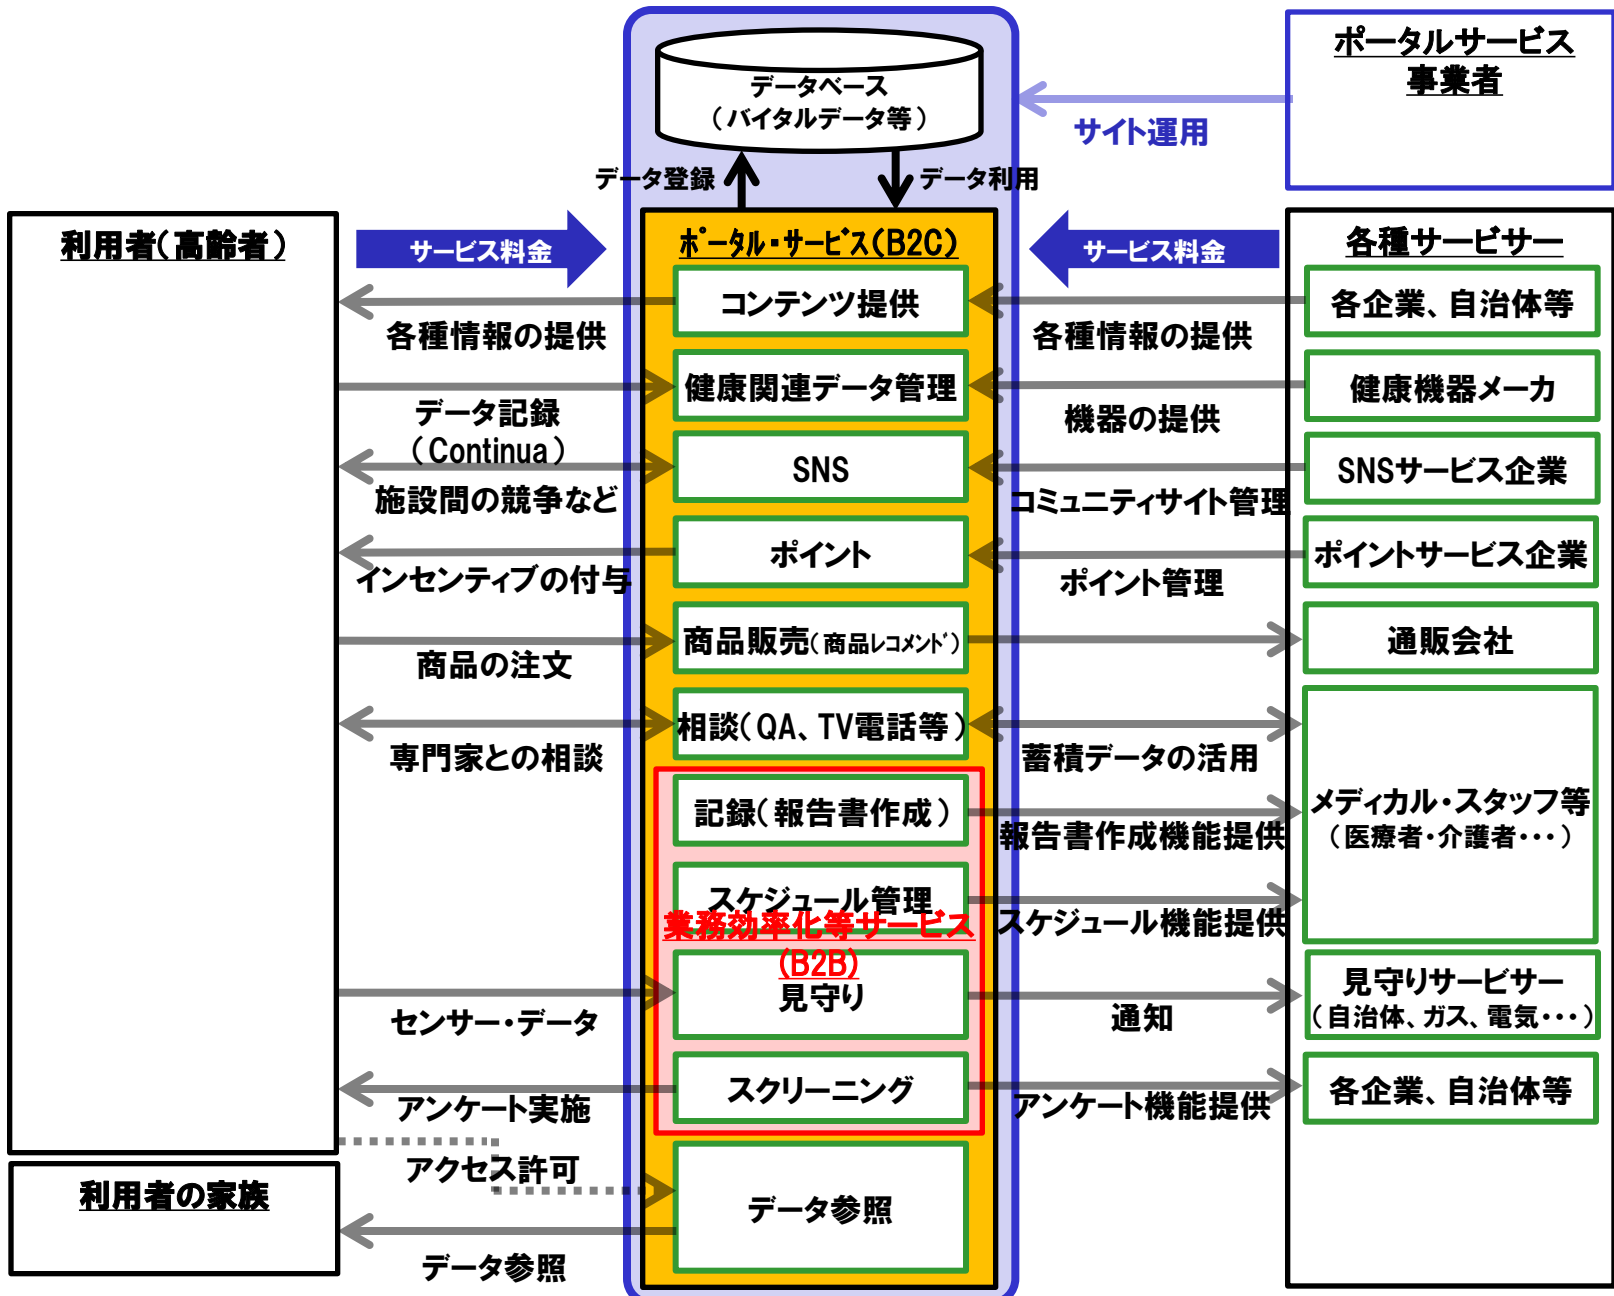 データベース
（バイタルデータ等）
ポータルサービス
事業者
サイト運用
データ登録
データ利用
利用者（高齢者）
サービス料金
ﾎﾟｰﾀﾙ・ｻｰﾋﾞｽ(B2C)
サービス料金
各種サービサー
コンテンツ提供
各種情報の提供
各種情報の提供
各企業、自治体等
健康関連データ管理
データ記録
（Continua）
機器の提供
健康機器メーカ
SNS
施設間の競争など
コミュニティサイト管理
SNSサービス企業
ポイント
インセンティブの付与
ポイント管理
ポイントサービス企業
商品販売（商品ﾚｺﾒﾝﾄﾞ）
商品の注文
通販会社
相談（QA、TV電話等）
専門家との相談
蓄積データの活用
記録（報告書作成）
報告書作成機能提供
メディカル・スタッフ等
（医療者・介護者・・・）
スケジュール管理
スケジュール機能提供
業務効率化等サービス
(B2B)
見守り
センサー・データ
通知
見守りサービサー
（自治体、ガス、電気・・・）
スクリーニング
アンケート実施
アンケート機能提供
各企業、自治体等
アクセス許可
利用者の家族
データ参照
データ参照